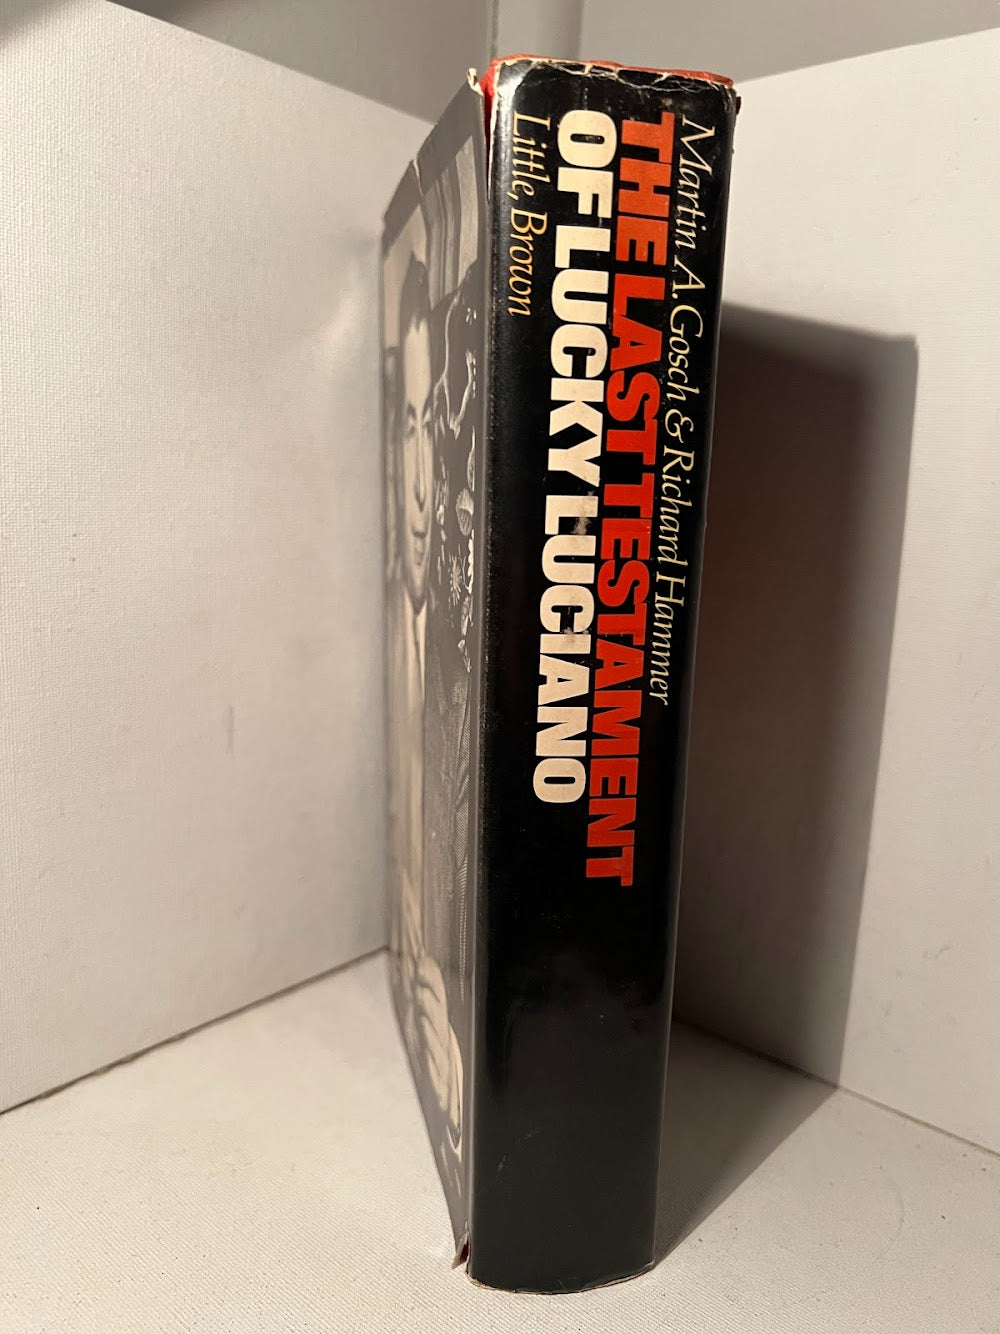 Martin A. Gosch & Richard Hammer
THE LAST TESTAMENT
OF LUCKY LUCIANO
Little, Brown